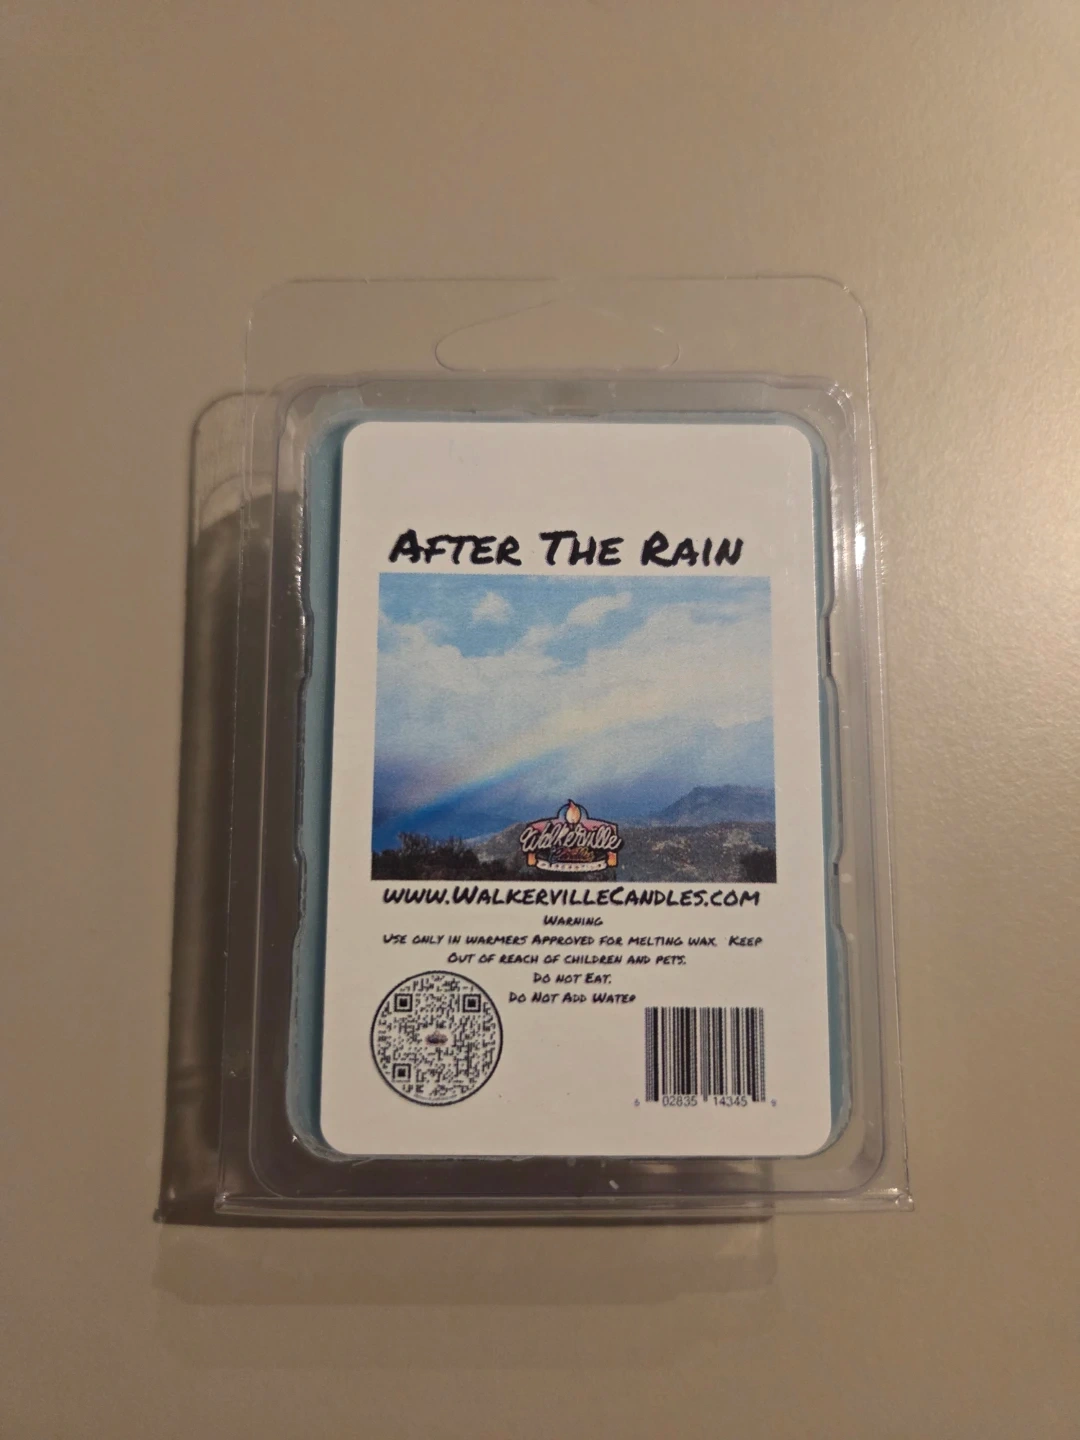 After The Rain
Walkerville
www.WalkervilleCandles.com
Warning
Use only in warmers Approved for melting wax. Keep
Out of reach of children and pets.
Do not Eat.
Do Not Add Water
02835 14345